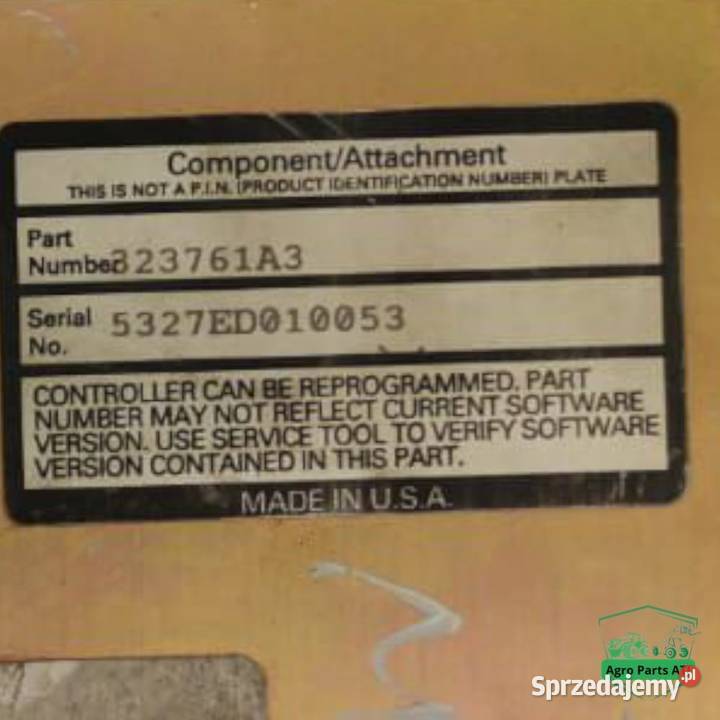 Component/Attachment
THIS IS NOT A P.I.N. (PRODUCT IDENTIFICATION NUMBER) PLATE
Part
Number 323761A3
Serial
No. 5327ED010053
CONTROLLER CAN BE REPROGRAMMED. PART
NUMBER MAY NOT REFLECT CURRENT SOFTWARE
VERSION. USE SERVICE TOOL TO VERIFY SOFTWARE
VERSION CONTAINED IN THIS PART.
MADE IN U.S.A.
Agro Parts
Sprzedajemy.pl